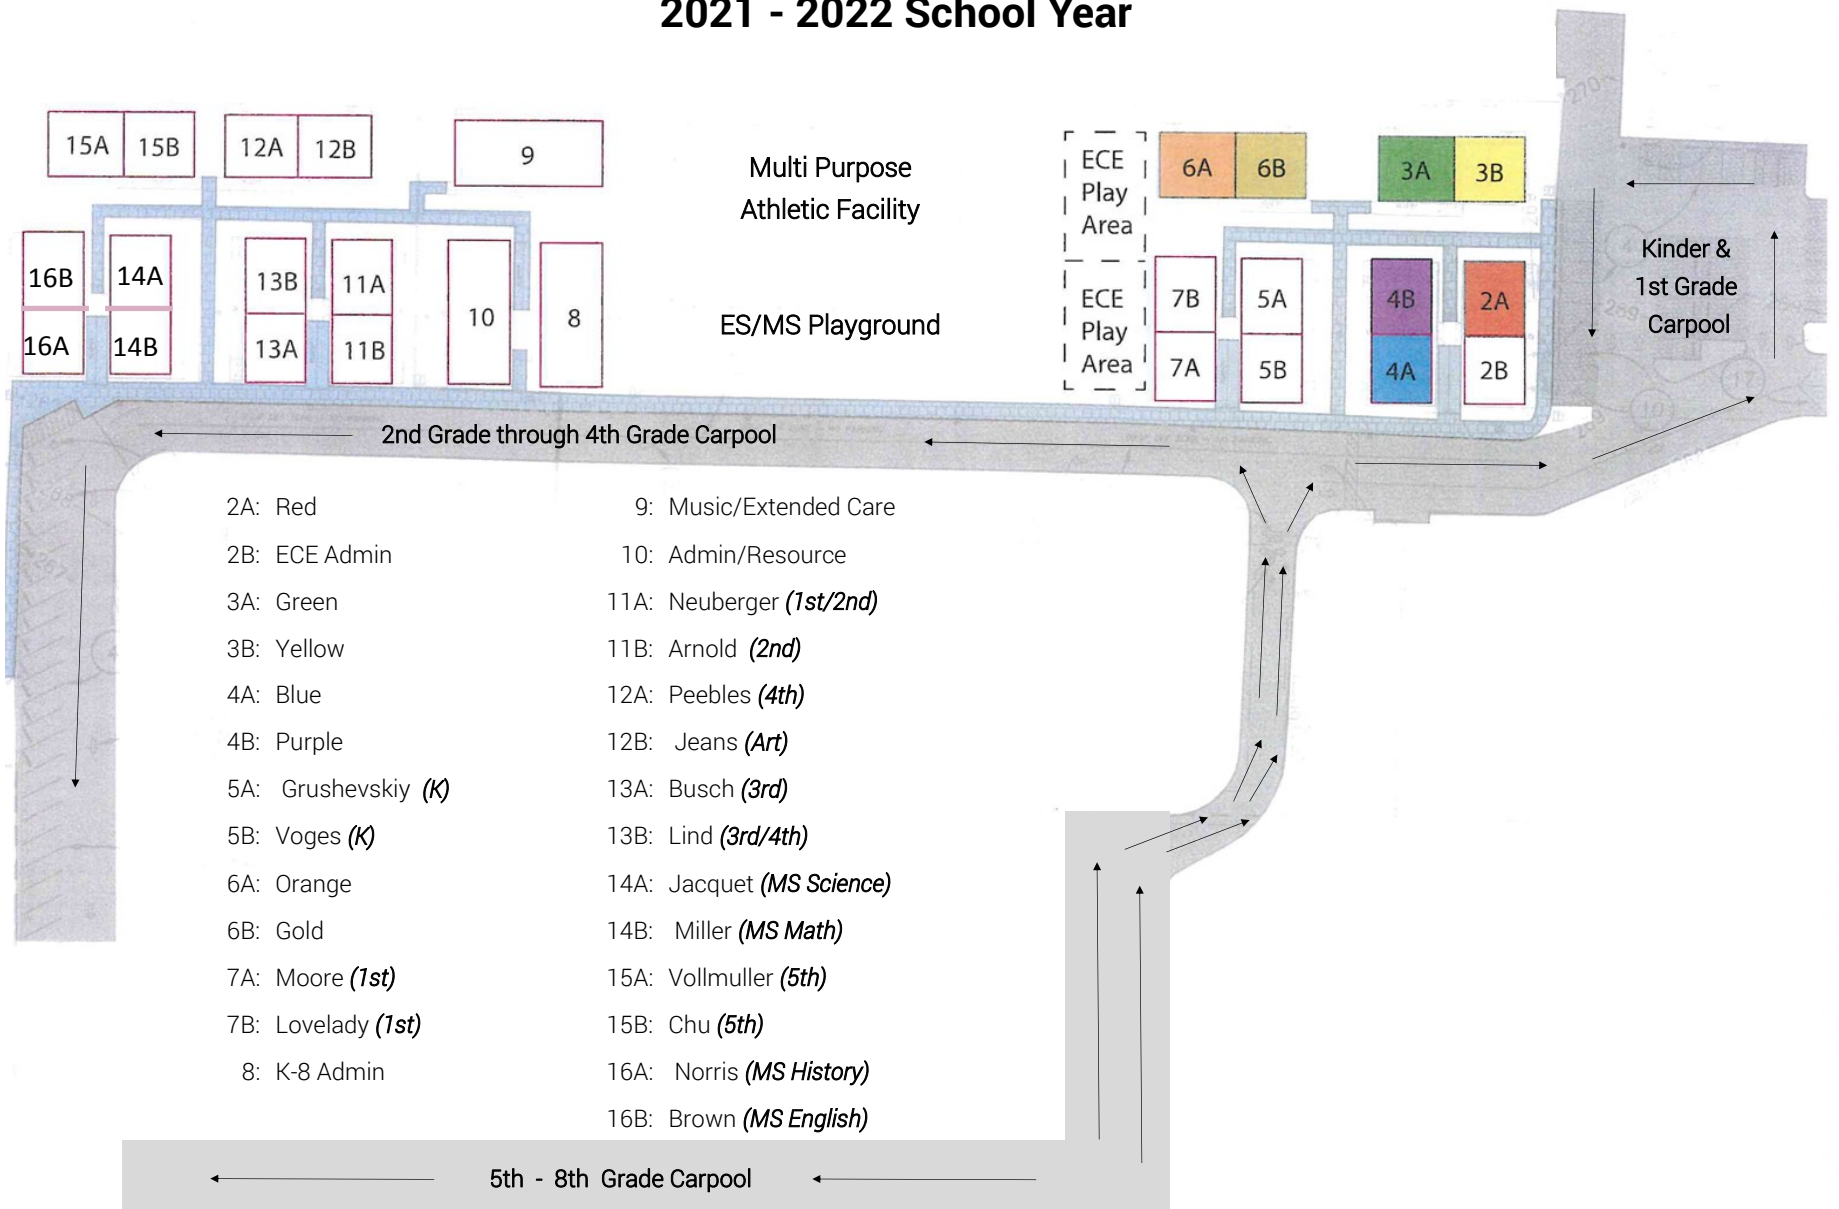 2021 - 2022 School Year
15A 15B 12A 12B 9
Multi Purpose
Athletic Facility
ECE
Play
Area
6A 6B 3A 3B
16B 14A 13B 11A 10 8
16A 14B 13A 11B
ES/MS Playground
ECE
Play
Area
7B 5A 4B 2A
7A 5B 4A 2B
Kinder &
1st Grade
Carpool
270
269
17
10
2nd Grade through 4th Grade Carpool
2A: Red
2B: ECE Admin
3A: Green
3B: Yellow
4A: Blue
4B: Purple
5A: Grushevskiy (K)
5B: Voges (K)
6A: Orange
6B: Gold
7A: Moore (1st)
7B: Lovelady (1st)
8: K-8 Admin
9: Music/Extended Care
10: Admin/Resource
11A: Neuberger (1st/2nd)
11B: Arnold (2nd)
12A: Peebles (4th)
12B: Jeans (Art)
13A: Busch (3rd)
13B: Lind (3rd/4th)
14A: Jacquet (MS Science)
14B: Miller (MS Math)
15A: Vollmuller (5th)
15B: Chu (5th)
16A: Norris (MS History)
16B: Brown (MS English)
5th - 8th Grade Carpool